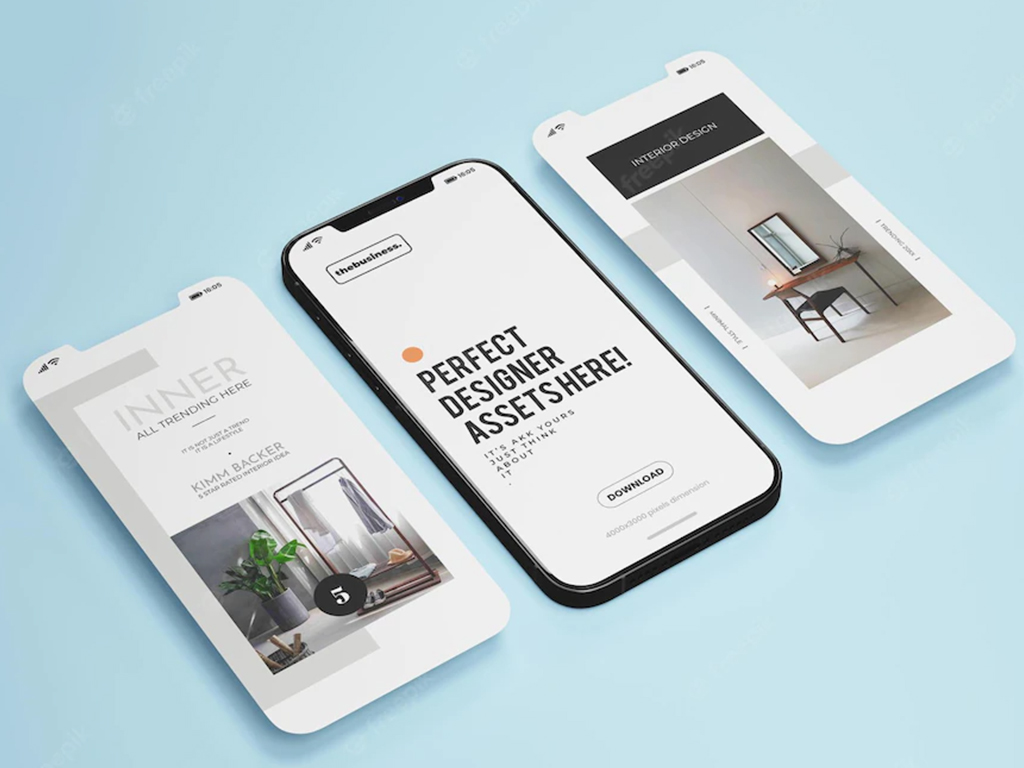 16:05
INNER
ALL TRENDING HERE
IT IS NOT JUST A TREND
IT IS A LIFESTYLE
KIMM BACKER
5 STAR RATED INTERIOR IDEA
5
16:05
thebusiness.
PERFECT
DESIGNER
ASSETS HERE!
IT'S AKK YOURS
JUST THINK
ABOUT
IT
.
DOWNLOAD
4000x3000 pixels dimension
16:05
INTERIOR DESIGN
| TRENDING 20XX |
| MINIMAL STYLE |
freepik